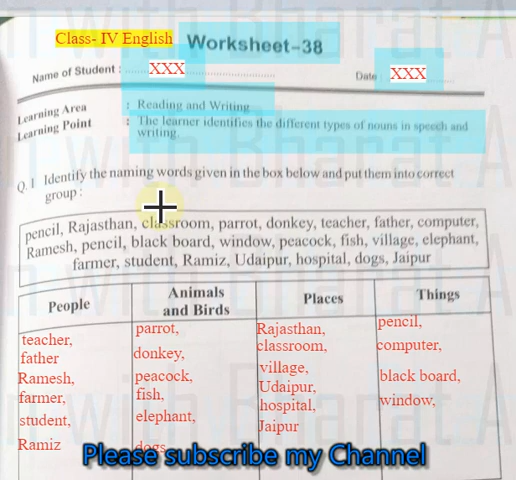 Class- IV English Worksheet-38
Name of Student : XXX
Date : XXX
Learning Area : Reading and Writing
Learning Point : The learner identifies the different types of nouns in speech and
writing.
Q. 1 Identify the naming words given in the box below and put them into correct
group :
pencil, Rajasthan, classroom, parrot, donkey, teacher, father, computer,
Ramesh, pencil, black board, window, peacock, fish, village, elephant,
farmer, student, Ramiz, Udaipur, hospital, dogs, Jaipur
People
Animals
and Birds
Places
Things
teacher,
father
Ramesh,
farmer,
student,
Ramiz
parrot,
donkey,
peacock,
fish,
elephant,
dogs
Rajasthan,
classroom,
village,
Udaipur,
hospital,
Jaipur
pencil,
computer,
black board,
window,
Please subscribe my Channel